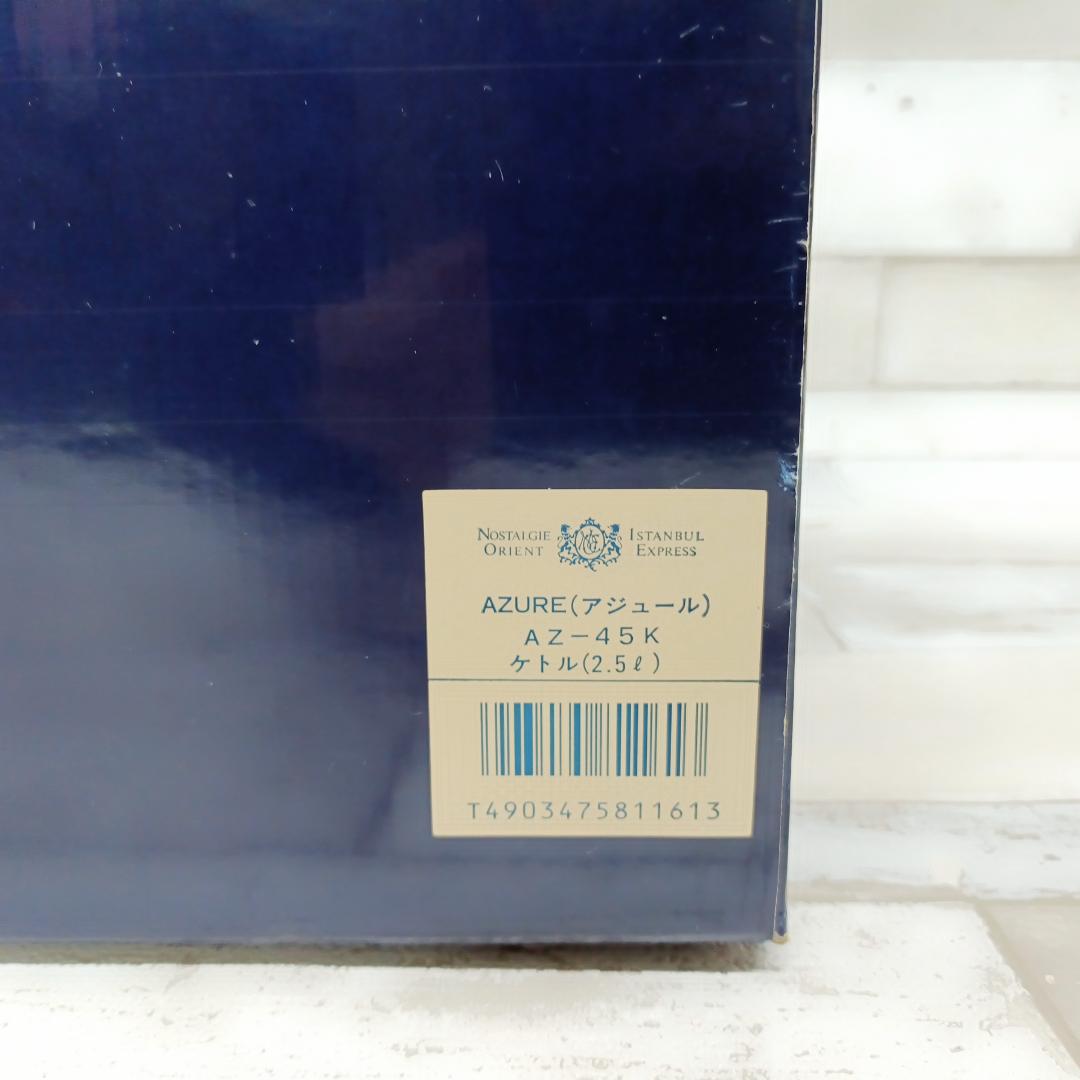 NOSTALGIE ORIENT
ISTANBUL EXPRESS
AZURE(アジュール)
AZ-45K
ケトル(2.5ℓ)
T4903475811613